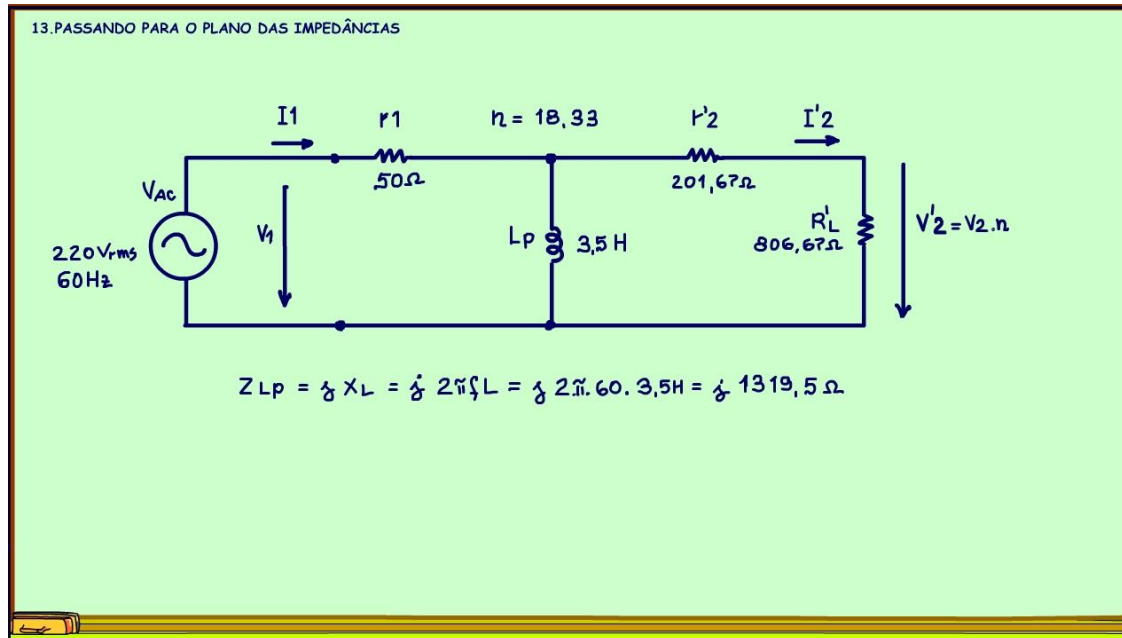 13.PASSANDO PARA O PLANO DAS IMPEDÂNCIAS
I1 r1 n = 18,33 r'2 I'2
50Ω 201,67Ω
VAC
220Vrms
60Hz
V1
Lp 3,5 H
R'L
806,67Ω
V'2 = V2.n
ZLp = j XL = j 2πfL = j 2π.60.3,5H = j 1319,5 Ω